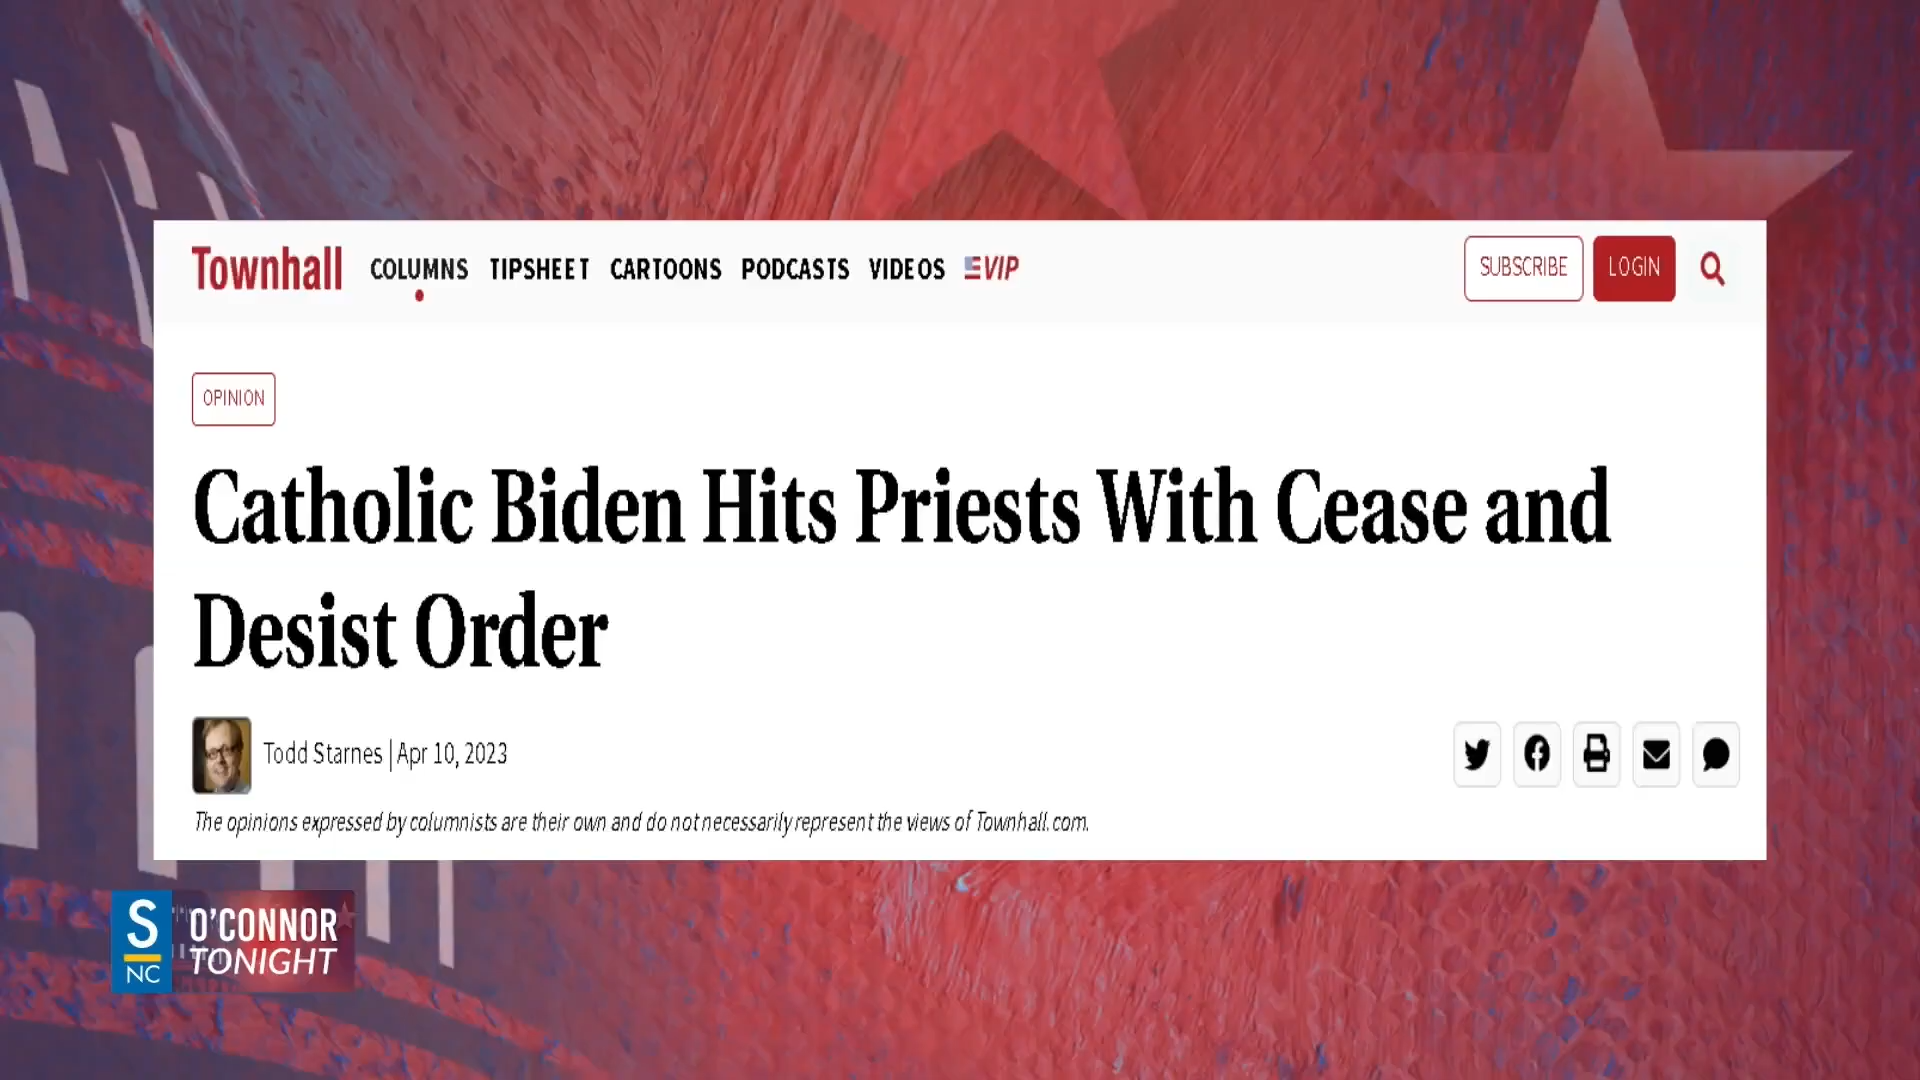 Townhall COLUMNS TIPSHEET CARTOONS PODCASTS VIDEOS VIP SUBSCRIBE LOGIN
OPINION
Catholic Biden Hits Priests With Cease and
Desist Order
Todd Starnes | Apr 10, 2023
The opinions expressed by columnists are their own and do not necessarily represent the views of Townhall.com.
S
NC
O'CONNOR
TONIGHT